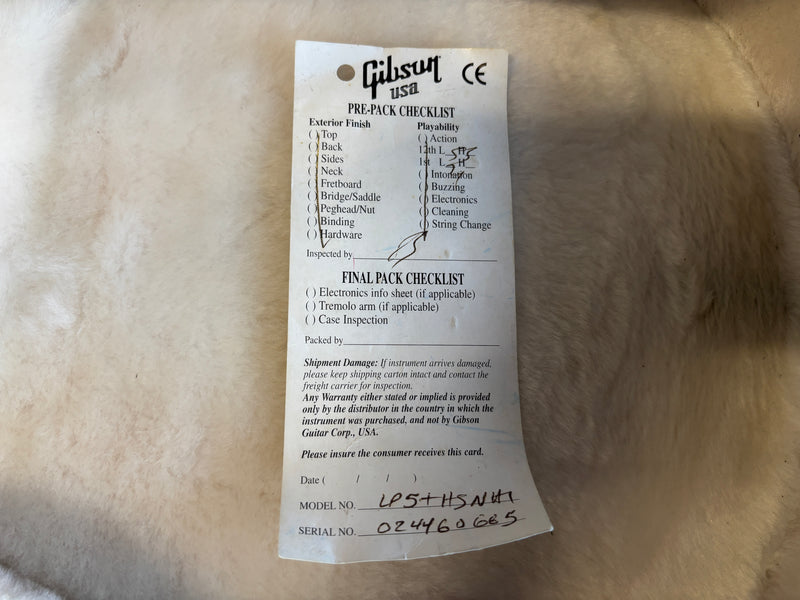 Gibson
USA
CE
PRE-PACK CHECKLIST
Exterior Finish
( ) Top
( ) Back
( ) Sides
( ) Neck
( ) Fretboard
( ) Bridge/Saddle
( ) Peghead/Nut
( ) Binding
( ) Hardware
Playability
( ) Action
12th L H
1st L H
( ) Intonation
( ) Buzzing
( ) Electronics
( ) Cleaning
( ) String Change
Inspected by
FINAL PACK CHECKLIST
( ) Electronics info sheet (if applicable)
( ) Tremolo arm (if applicable)
( ) Case Inspection
Packed by
Shipment Damage: If instrument arrives damaged,
please keep shipping carton intact and contact the
freight carrier for inspection.
Any Warranty either stated or implied is provided
only by the distributor in the country in which the
instrument was purchased, and not by Gibson
Guitar Corp., USA.
Please insure the consumer receives this card.
Date ( / / )
MODEL NO. LPS+HSNH1
SERIAL NO. 024460665